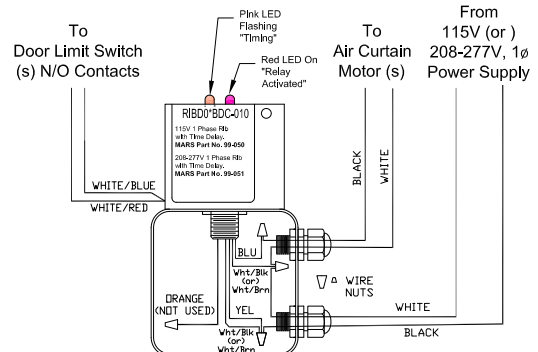 PInk LED
Flashing
"TIming"
Red LED On
"Relay
Activated"
To
Door Limit Switch
(s) N/O Contacts
To
Air Curtain
Motor (s)
From
115V (or )
208-277V, 1ø
Power Supply
RIBD0*BDC-010
115V 1 Phase RIb
with TIme Delay.
MARS Part No. 99-050
208-277V 1 Phase RIb
with TIme Delay.
MARS Part No. 99-051
WHITE/BLUE
WHITE/RED
BLACK
WHITE
BLU
Wht/Blk
(or)
Wht/Brn
WIRE
NUTS
ORANGE
(NOT USED)
YEL
Wht/Blk
(or)
Wht/Brn
WHITE
BLACK